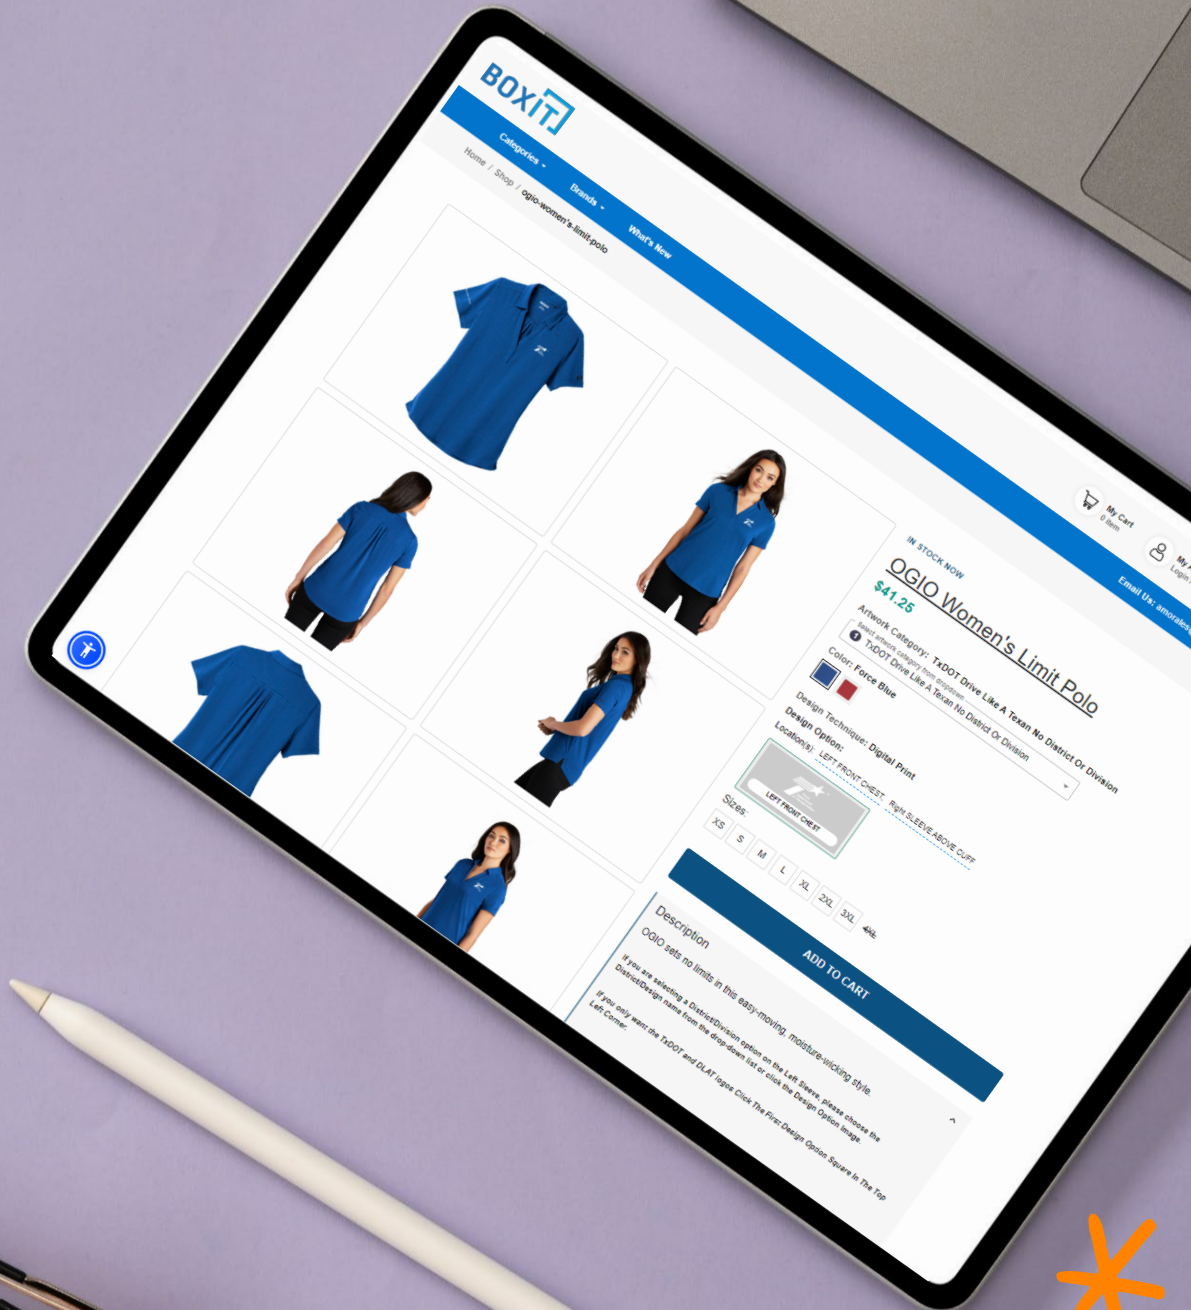 BOXIT
Categories
Brands
What's New
Home / Shop / ogio-women's-limit-polo
My Cart
0 Item
Login
Email Us:
IN STOCK NOW
OGIO Women's Limit Polo
$41.25
Artwork Category: TxDOT Drive Like A Texan No District Or Division
Select artwork category from dropdown
TxDOT Drive Like A Texan No District Or Division
Color: Force Blue
Design Technique: Digital Print
Design Option:
Location(s): LEFT FRONT CHEST, Right SLEEVE ABOVE CUFF
LEFT FRONT CHEST
Sizes:
XS S M L XL 2XL 3XL 4XL
ADD TO CART
Description
OGIO sets no limits in this easy-moving, moisture-wicking style.
If you are selecting a District/Division option on the Left Sleeve, please choose the
District/Design name from the drop-down list or click the Design Option Image.
If you only want the TxDOT and DLAT logos Click The First Design Option Square In The Top
Left Corner.